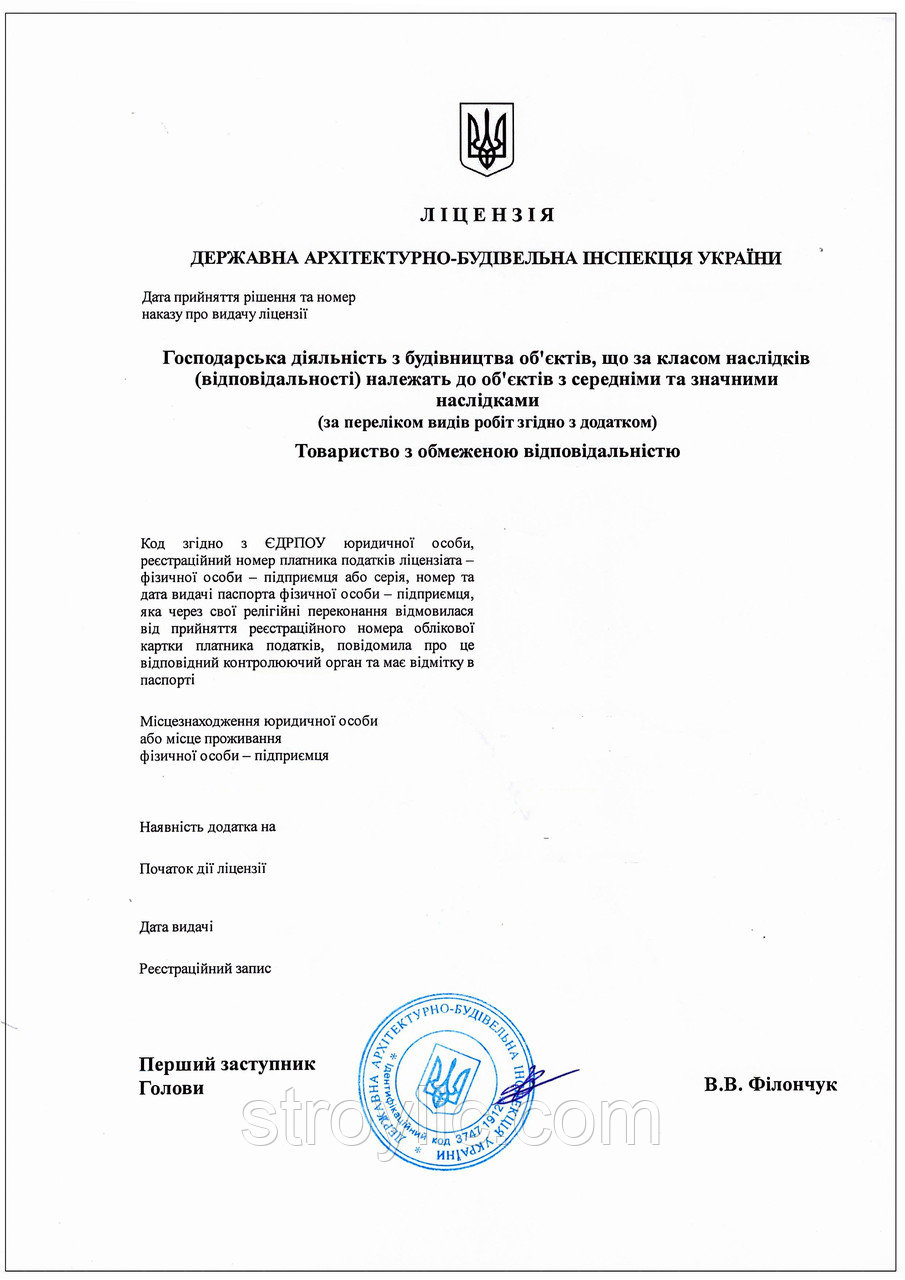 ЛІЦЕНЗІЯ
ДЕРЖАВНА АРХІТЕКТУРНО-БУДІВЕЛЬНА ІНСПЕКЦІЯ УКРАЇНИ
Дата прийняття рішення та номер
наказу про видачу ліцензії
Господарська діяльність з будівництва об'єктів, що за класом наслідків
(відповідальності) належать до об'єктів з середніми та значними
наслідками
(за переліком видів робіт згідно з додатком)
Товариство з обмеженою відповідальністю
Код згідно з ЄДРПОУ юридичної особи,
реєстраційний номер платника податків ліцензіата –
фізичної особи – підприємця або серія, номер та
дата видачі паспорта фізичної особи – підприємця,
яка через свої релігійні переконання відмовилася
від прийняття реєстраційного номера облікової
картки платника податків, повідомила про це
відповідний контролюючий орган та має відмітку в
паспорті
Місцезнаходження юридичної особи
або місце проживання
фізичної особи – підприємця
Наявність додатка на
Початок дії ліцензії
Дата видачі
Реєстраційний запис
Перший заступник
Голови
В.В. Філончук
* ДЕРЖАВНА АРХІТЕКТУРНО-БУДІВЕЛЬНА ІНСПЕКЦІЯ УКРАЇНИ
* Ідентифікаційний код 37471912
stroylic.com